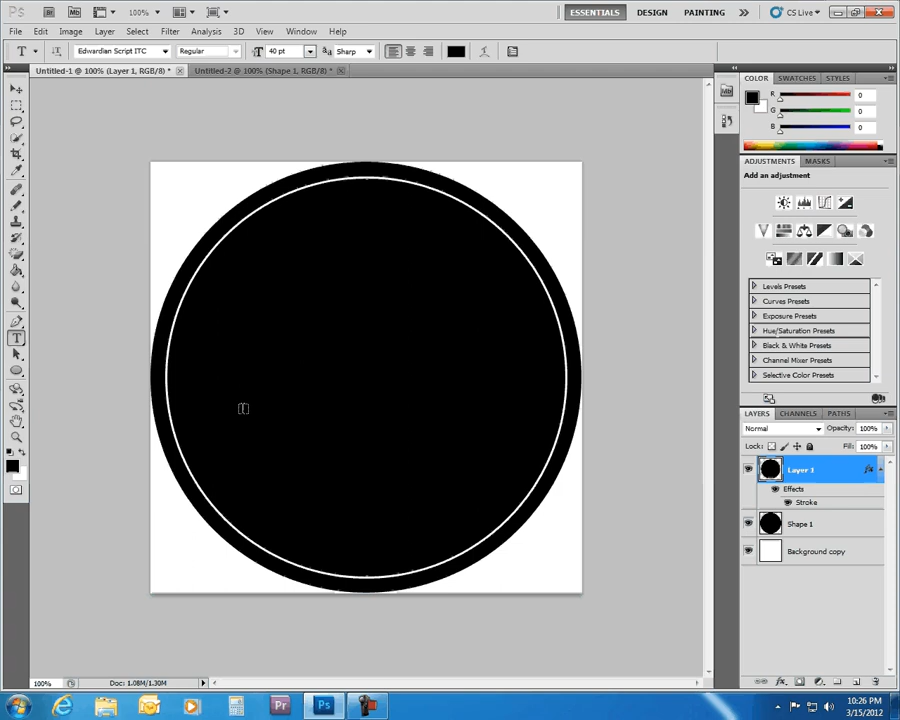 Ps Br Mb 100% ESSENTIALS DESIGN PAINTING CS Live
File Edit Image Layer Select Filter Analysis 3D View Window Help
T Edwardian Script ITC Regular 40 pt Sharp
Untitled-1 @ 100% (Layer 1, RGB/8) * Untitled-2 @ 100% (Shape 1, RGB/8) *
COLOR SWATCHES STYLES
R 0
G 0
B 0
ADJUSTMENTS MASKS
Add an adjustment
Levels Presets
Curves Presets
Exposure Presets
Hue/Saturation Presets
Black & White Presets
Channel Mixer Presets
Selective Color Presets
LAYERS CHANNELS PATHS
Normal Opacity: 100%
Lock: Fill: 100%
Layer 1 fx
Effects
Stroke
Shape 1
Background copy
100% Doc: 1.08M/1.30M
Pr Ps
10:26 PM
3/15/2012